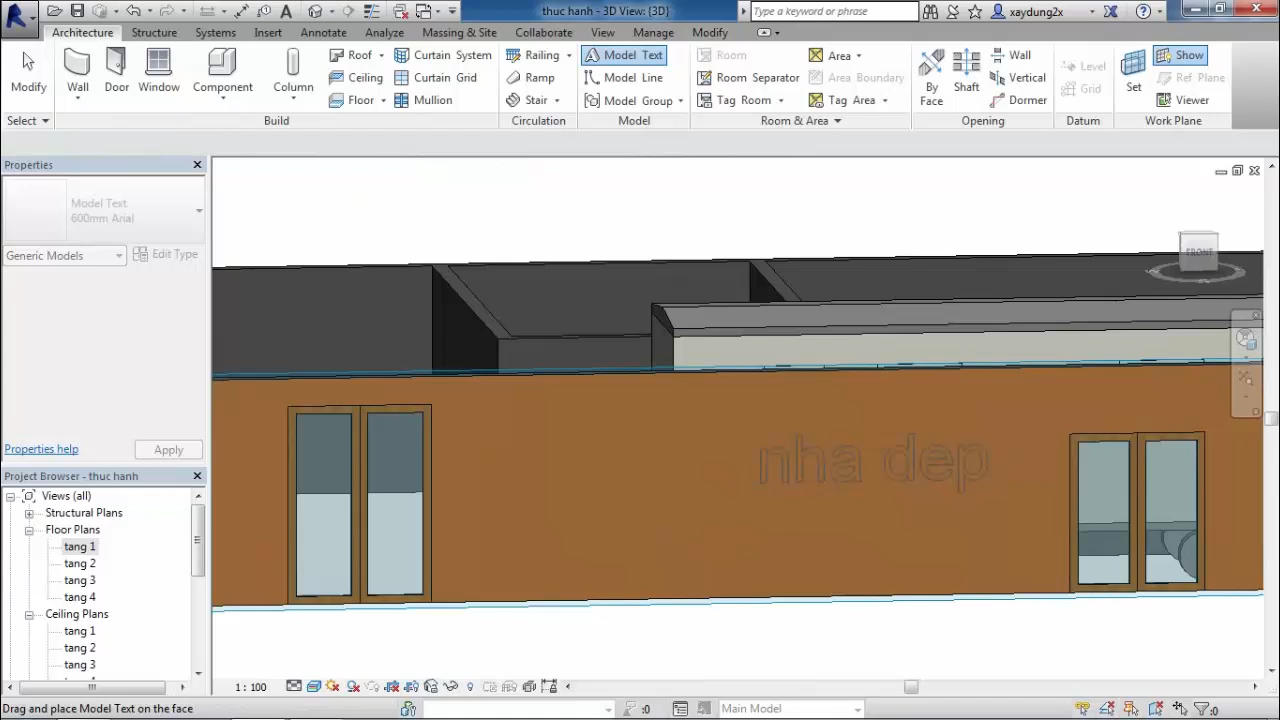 thuc hanh - 3D View: {3D}
Type a keyword or phrase
xaydung2x
Architecture Structure Systems Insert Annotate Analyze Massing & Site Collaborate View Manage Modify
Modify
Wall
Door
Window
Component
Column
Roof
Ceiling
Floor
Curtain System
Curtain Grid
Mullion
Railing
Ramp
Stair
Model Text
Model Line
Model Group
Room
Room Separator
Tag Room
Area
Area Boundary
Tag Area
By Face
Shaft
Wall
Vertical
Dormer
Level
Grid
Set
Show
Ref Plane
Viewer
Select Build Circulation Model Room & Area Opening Datum Work Plane
Properties
Model Text
600mm Arial
Generic Models
Edit Type
Properties help
Apply
Project Browser - thuc hanh
Views (all)
Structural Plans
Floor Plans
tang 1
tang 2
tang 3
tang 4
Ceiling Plans
tang 1
tang 2
tang 3
FRONT
nha dep
1 : 100
Drag and place Model Text on the face
:0
Main Model
:0